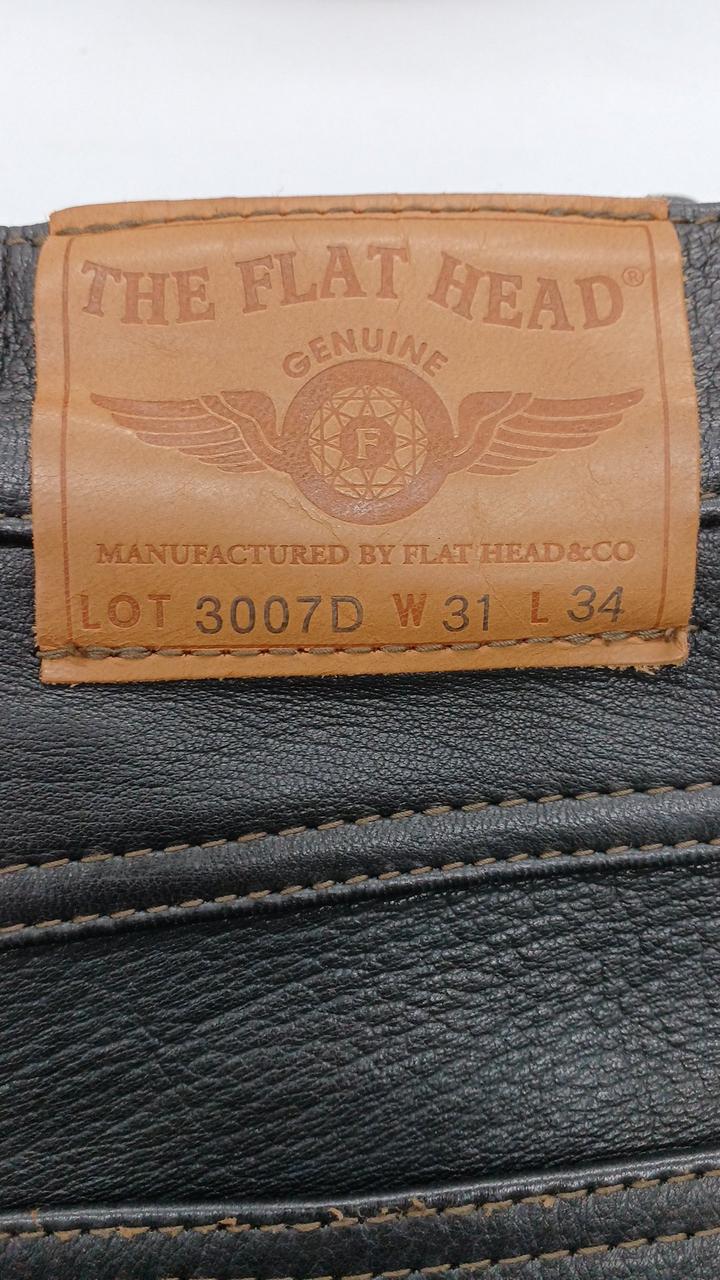 THE FLAT HEAD®
GENUINE
F
MANUFACTURED BY FLAT HEAD&CO
LOT 3007D W 31 L 34